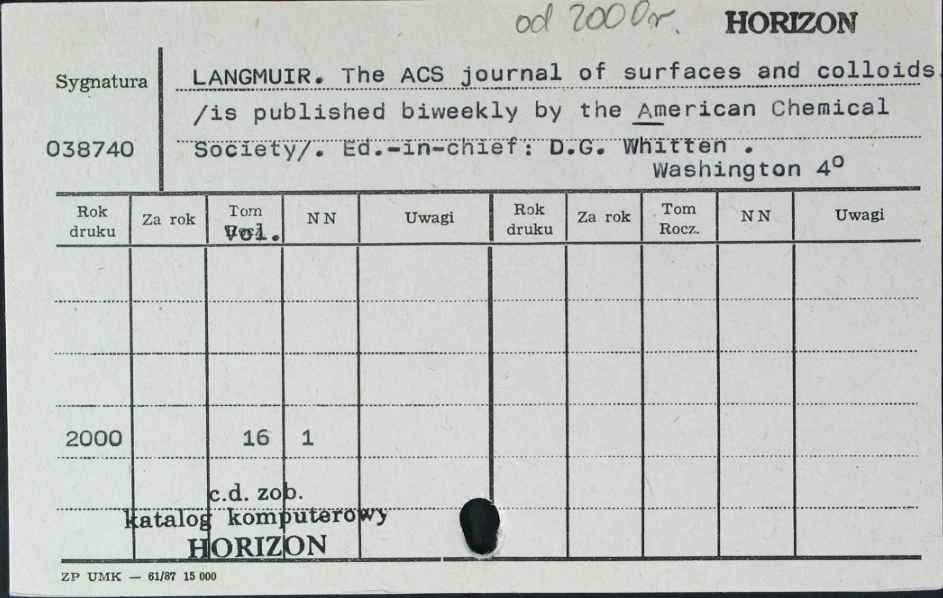 od 2000r. HORIZON
Sygnatura
038740
LANGMUIR. The ACS journal of surfaces and colloids
/is published biweekly by the American Chemical
Society/. Ed.-in-chief: D.G. Whitten .
Washington 4º
Rok druku Za rok Tom Vol. NN Uwagi Rok druku Za rok Tom Rocz. NN Uwagi
2000 16 1
c.d. zob.
katalog komputerowy
HORIZON
ZP UMK — 61/87 15 000